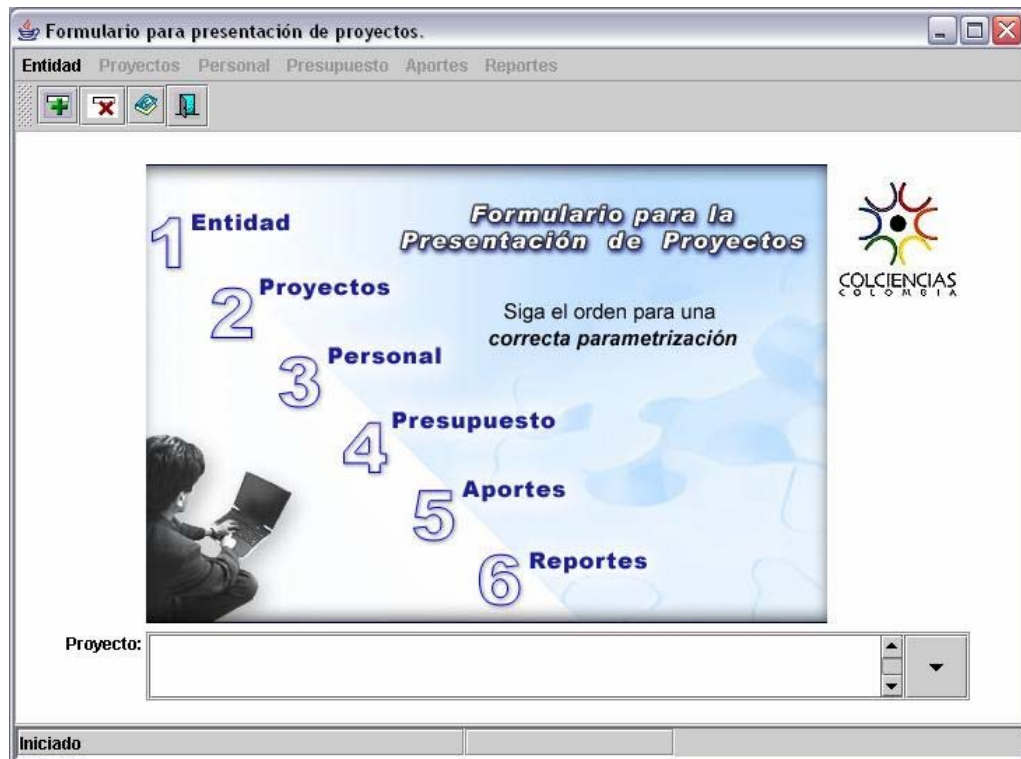 Formulario para presentación de proyectos.
Entidad Proyectos Personal Presupuesto Aportes Reportes
1 Entidad
Formulario para la
Presentación de Proyectos
2 Proyectos
Siga el orden para una
correcta parametrización
3 Personal
4 Presupuesto
5 Aportes
6 Reportes
COLCIENCIAS
COLOMBIA
Proyecto:
Iniciado